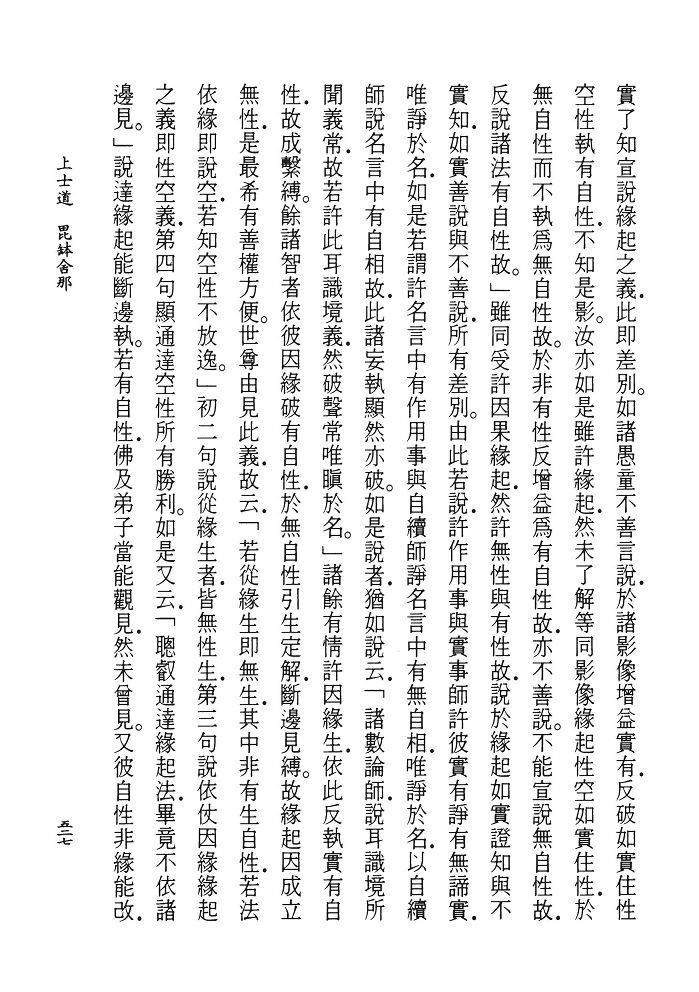 實了知宣說緣起之義．此即差別。如諸愚童不善言說．於諸影像增益實有．反破如實住性
空性執有自性．不知是影。汝亦如是雖許緣起．然未了解等同影像緣起性空如實住性．於
無自性而不執爲無自性故。於非有性反增益爲有自性故．亦不善說。不能宣說無自性故．
反說諸法有自性故。」雖同受許因果緣起．然許無性與有性故．說於緣起如實證知與不
實知．如實善說與不善說．所有差別。由此若說．許作用事與實事師許彼實有諍有無諦實．
唯諍於名．如是若謂許名言中有作用事與自續師諍名言中有無自相．唯諍於名．以自續
師說名言中有自相故．此諸妄執顯然亦破。如是說者．猶如說云．「諸數論師．說耳識境所
聞義常．故若許此耳識境義．然破聲常唯瞋於名。」諸餘有情許因緣生．依此反執實有自
性．故成繫縛。餘諸智者依彼因緣破有自性．於無自性引生定解．斷邊見縛。故緣起因成立
無性．是最希有善權方便。世尊由見此義．故云．「若從緣生即無生．其中非有生自性．若法
依緣即說空．若知空性不放逸。」初二句說從緣生者．皆無性生．第三句說依仗因緣緣起
之義即性空義．第四句顯通達空性所有勝利。如是又云．「聰叡通達緣起法．畢竟不依諸
邊見。」說達緣起能斷邊執。若有自性．佛及弟子當能觀見．然未曾見。又彼自性非緣能改．
上士道　毘鉢舍那
五二七